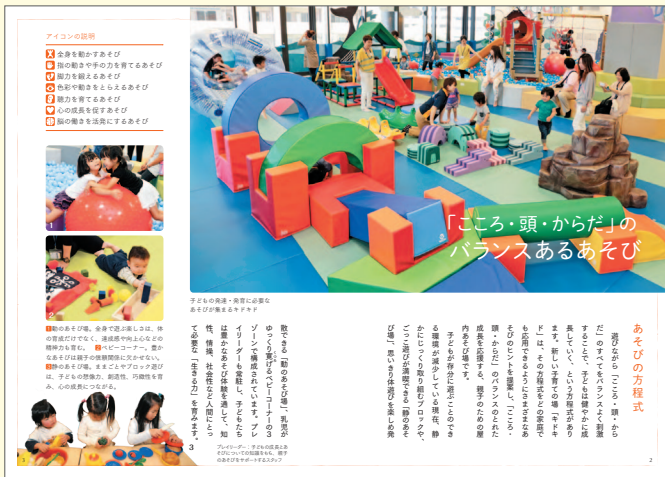 あそびの方程式
遊びながら「こころ・頭・から
だ」のすべてをバランスよく刺激
することで、子どもは健やかに成
長していく、という方程式があり
ます。新しい子育ての場「キドキ
ド」は、その方程式をどの家庭で
も応用できるようにさまざまなあ
そびのヒントを提案し、「こころ・
頭・からだ」のバランスのとれた
成長を応援する、親子のための屋
内あそび場です。
子どもが存分に遊ぶことのでき
る環境が減少している現在、静
かにじっくり取り組むブロックや、
ごっこ遊びが満喫できる「静のあそ
び場」、思いきり体遊びを楽しめ発
散できる「動のあそび場」、乳児が
ゆっくり寛げるベビーコーナーの3
ゾーンで構成されています。プレ
イリーダーも常駐し、子どもたち
は豊かなあそび体験を通して、知
性、情操、社会性など人間にとっ
て必要な「生きる力」を育みます。
「こころ・頭・からだ」の
バランスあるあそび
子どもの発達・発育に必要な
あそびが集まるキドキド
アイコンの説明
全身を動かすあそび
指の動きや手の力を育てるあそび
脚力を鍛えるあそび
色彩や動きをとらえるあそび
聴力を育てるあそび
心の成長を促すあそび
脳の働きを活発にするあそび
1
2
1動のあそび場。全身で遊ぶ楽しさは、体
の育成だけでなく、達成感や向上心などの
精神力も育む。 2ベビーコーナー。豊か
なあそびは親子の信頼関係に欠かせない。
3静のあそび場。ままごとやブロック遊び
は、子どもの想像力、創造性、巧緻性を育
み、心の成長につながる。
3
プレイリーダー：子どもの成長とあ
そびについての知識をもち、親子
のあそびをサポートするスタッフ
3
2